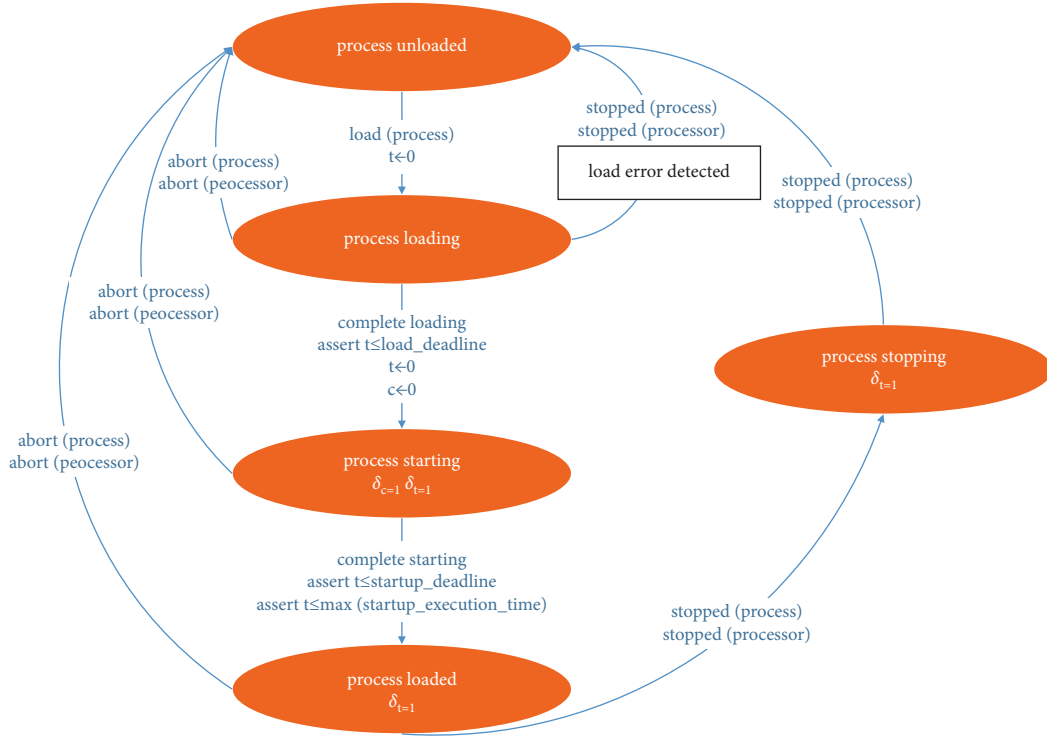 process unloaded
load (process)
t←0
stopped (process)
stopped (processor)
load error detected
abort (process)
abort (peocessor)
stopped (process)
stopped (processor)
process loading
abort (process)
abort (peocessor)
complete loading
assert t≤load_deadline
t←0
c←0
process stopping
δt=1
abort (process)
abort (peocessor)
process starting
δc=1 δt=1
complete starting
assert t≤startup_deadline
assert t≤max (startup_execution_time)
stopped (process)
stopped (processor)
process loaded
δt=1